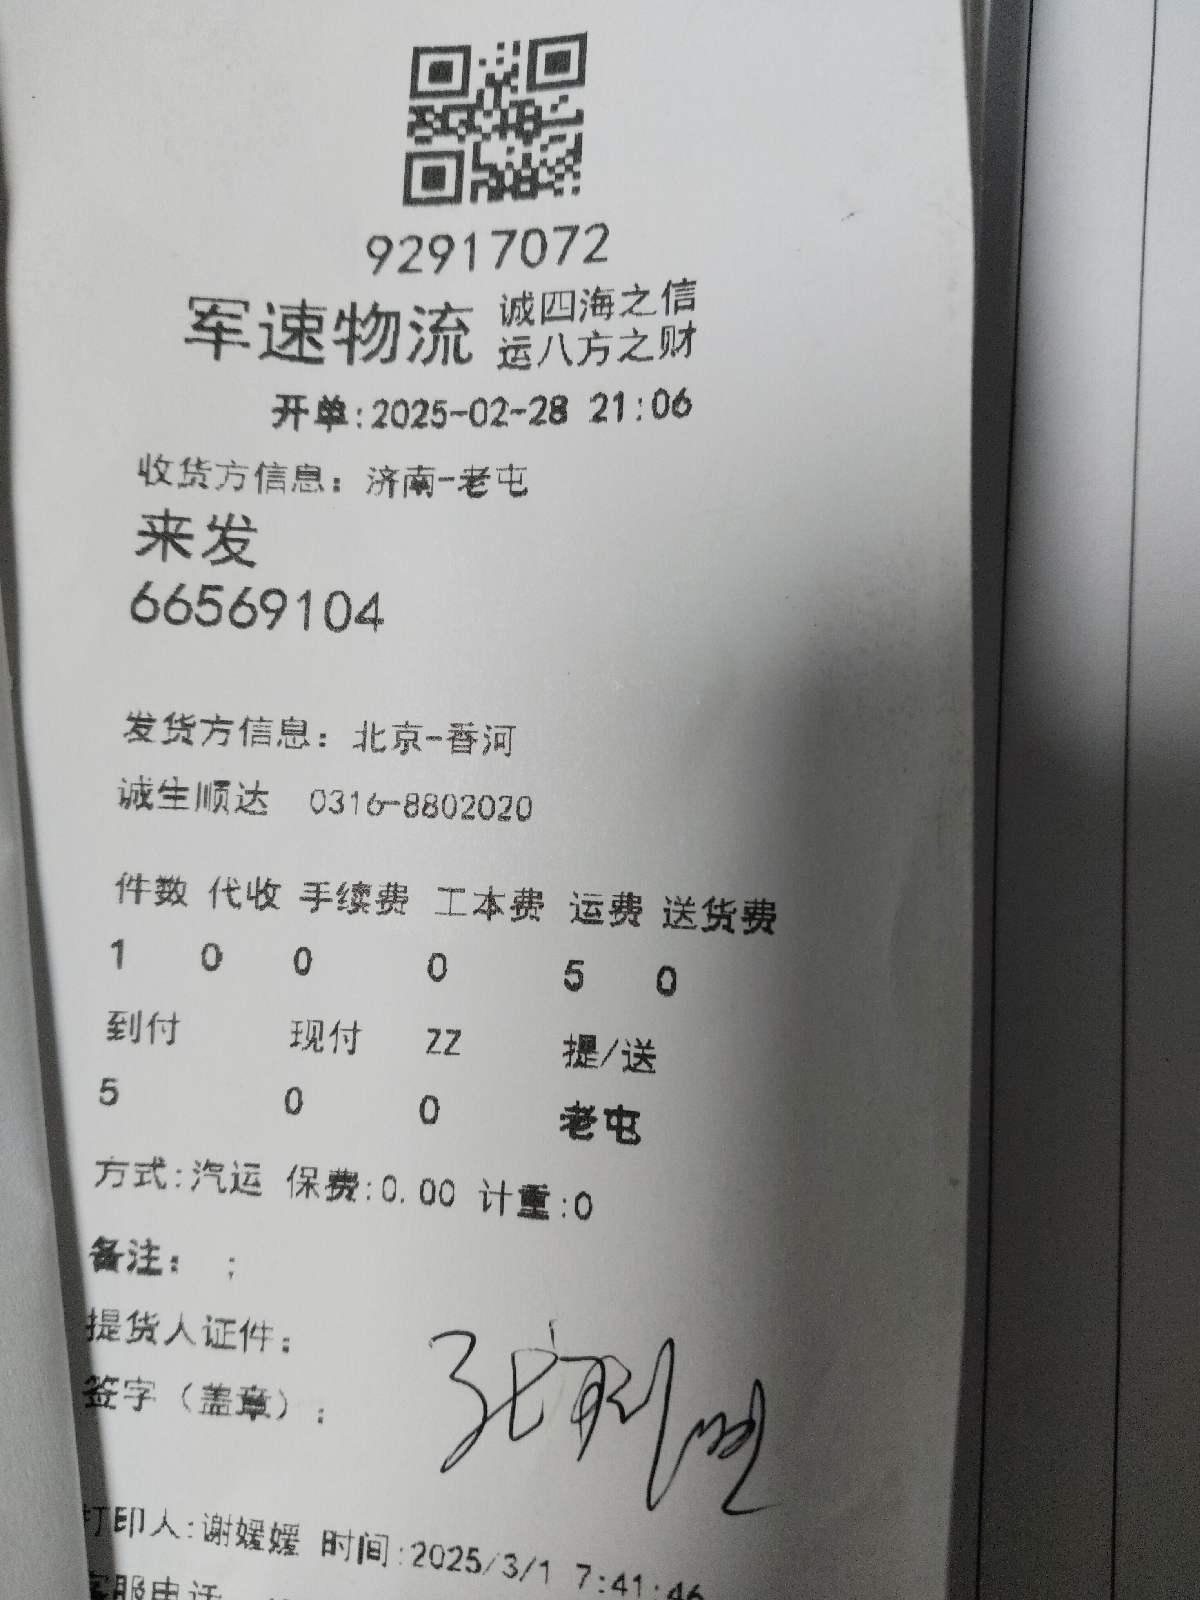 92917072
军速物流 诚四海之信
运八方之财
开单:2025-02-28 21:06
收货方信息：济南-老屯
来发
66569104
发货方信息：北京-香河
诚生顺达 0316-8802020
件数 代收 手续费 工本费 运费 送货费
1 0 0 0 5 0
到付 现付 ZZ 提/送
5 0 0 老屯
方式:汽运 保费:0.00 计重:0
备注： ;
提货人证件：
签字（盖章）：
打印人:谢媛媛 时间:2025/3/1 7:41:46
客服电话